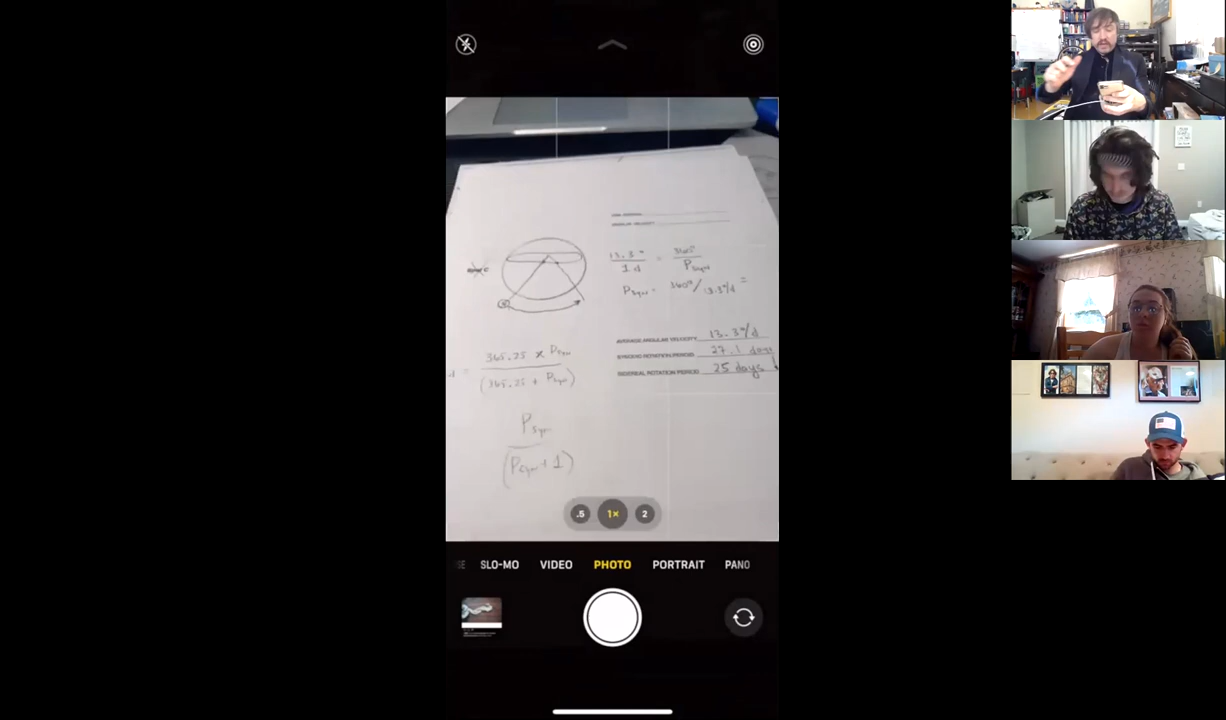 13.3° / 1 d = 360° / Psyn
Psyn = 360° / 13.3°/d =
AVERAGE ANGULAR VELOCITY 13.3°/d
SYNODIC ROTATION PERIOD 27.1 days
SIDEREAL ROTATION PERIOD 25 days
= 365.25 × Psyn / (365.25 + Psyn)
Psyn / (Psyn + 1)
.5
1×
2
SLO-MO VIDEO PHOTO PORTRAIT PANO